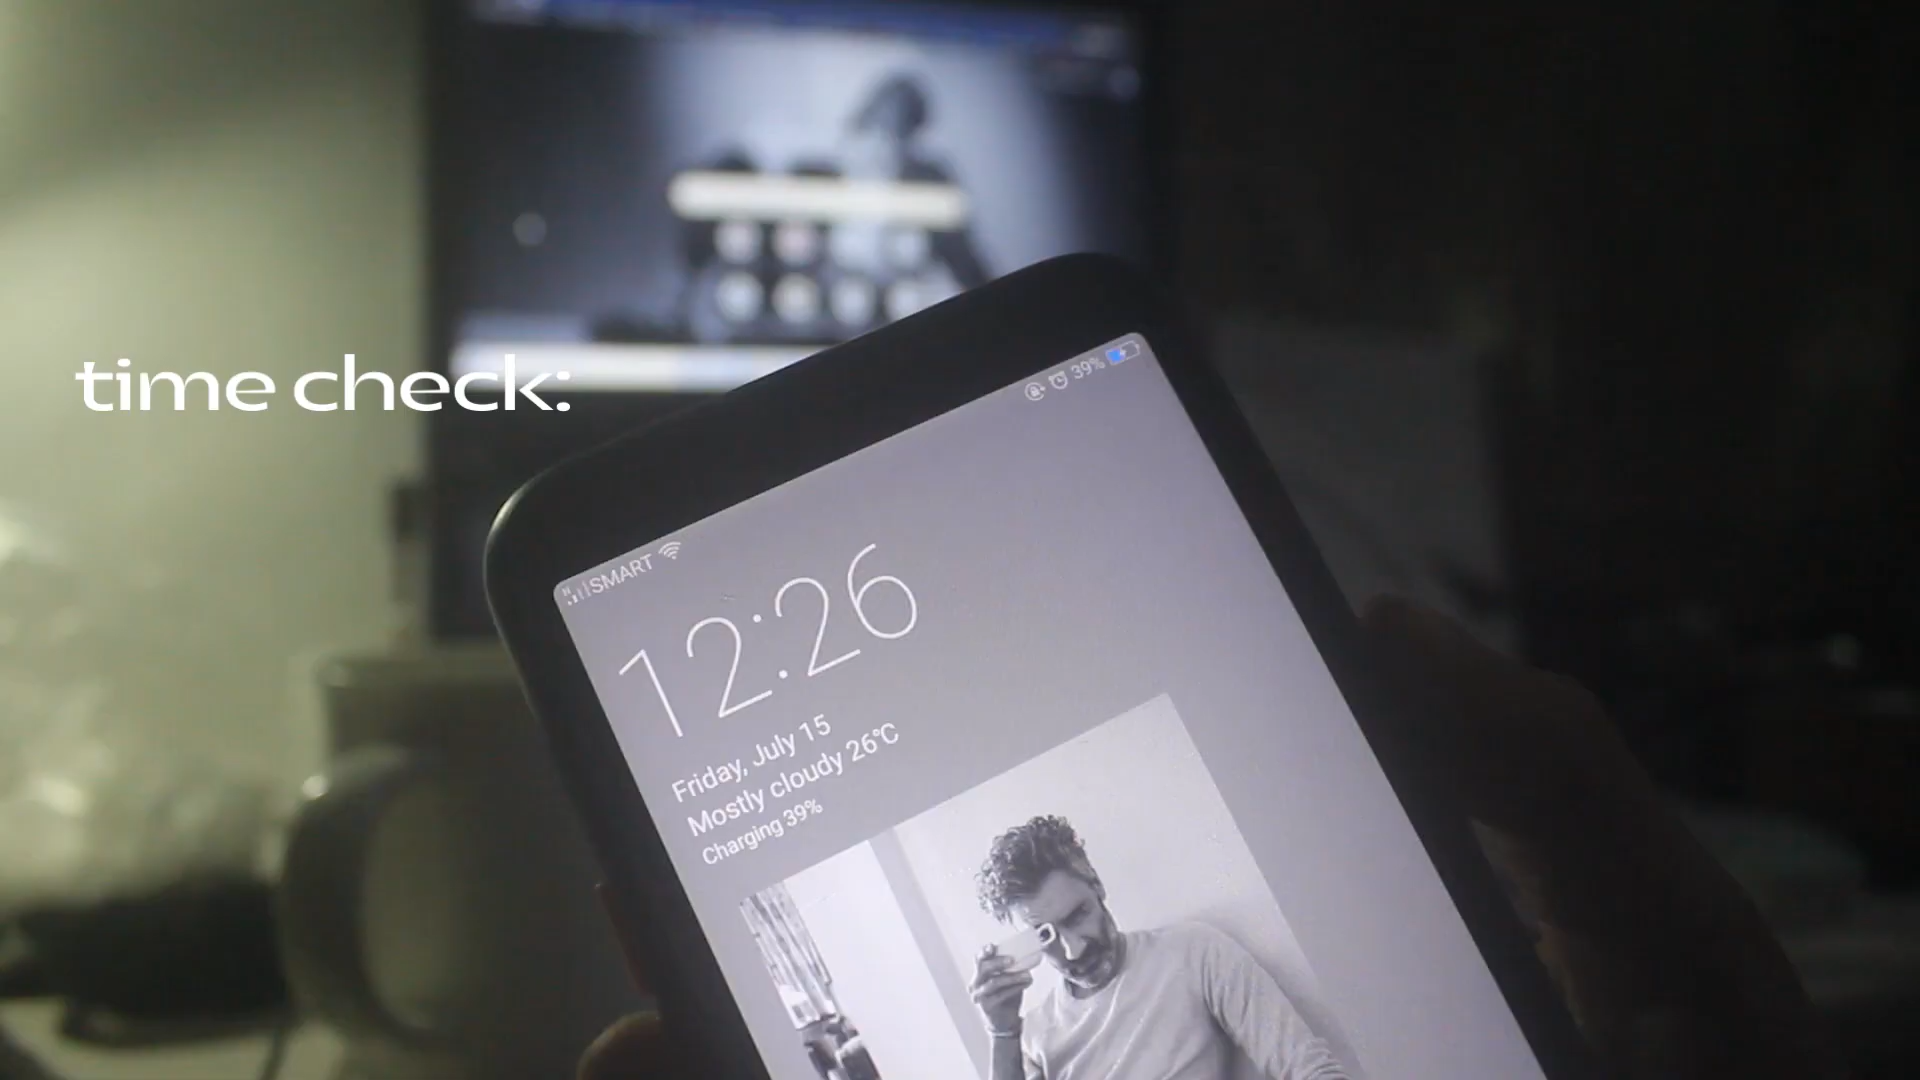 time check:
39%
SMART
12:26
Friday, July 15
Mostly cloudy 26°C
Charging 39%